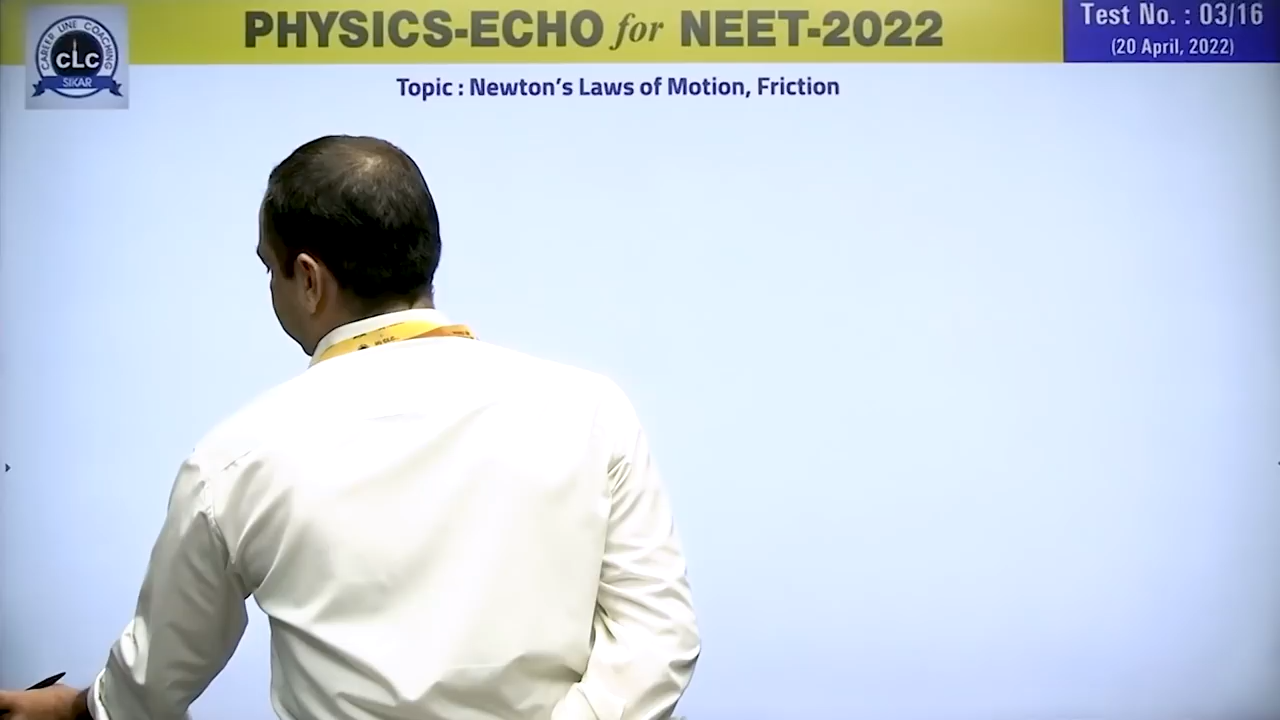 PHYSICS-ECHO for NEET-2022
Test No. : 03/16
(20 April, 2022)
CAREER LINE COACHING
CLC
SIKAR
Topic : Newton's Laws of Motion, Friction